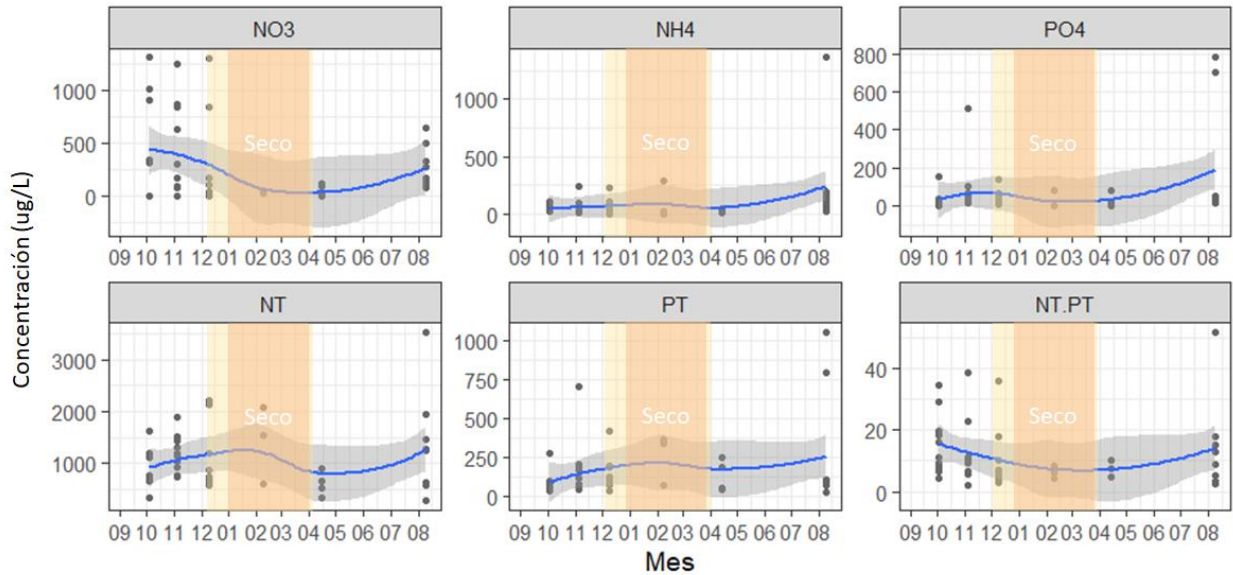 NO3 NH4 PO4
1000 1000 800
500 500 600
0 0 400
200
0
Seco Seco Seco
09 10 11 12 01 02 03 04 05 06 07 08 09 10 11 12 01 02 03 04 05 06 07 08 09 10 11 12 01 02 03 04 05 06 07 08
NT PT NT.PT
3000 1000 40
2000 750 20
1000 500 0
250
0
Seco Seco Seco
09 10 11 12 01 02 03 04 05 06 07 08 09 10 11 12 01 02 03 04 05 06 07 08 09 10 11 12 01 02 03 04 05 06 07 08
Concentración (ug/L)
Mes